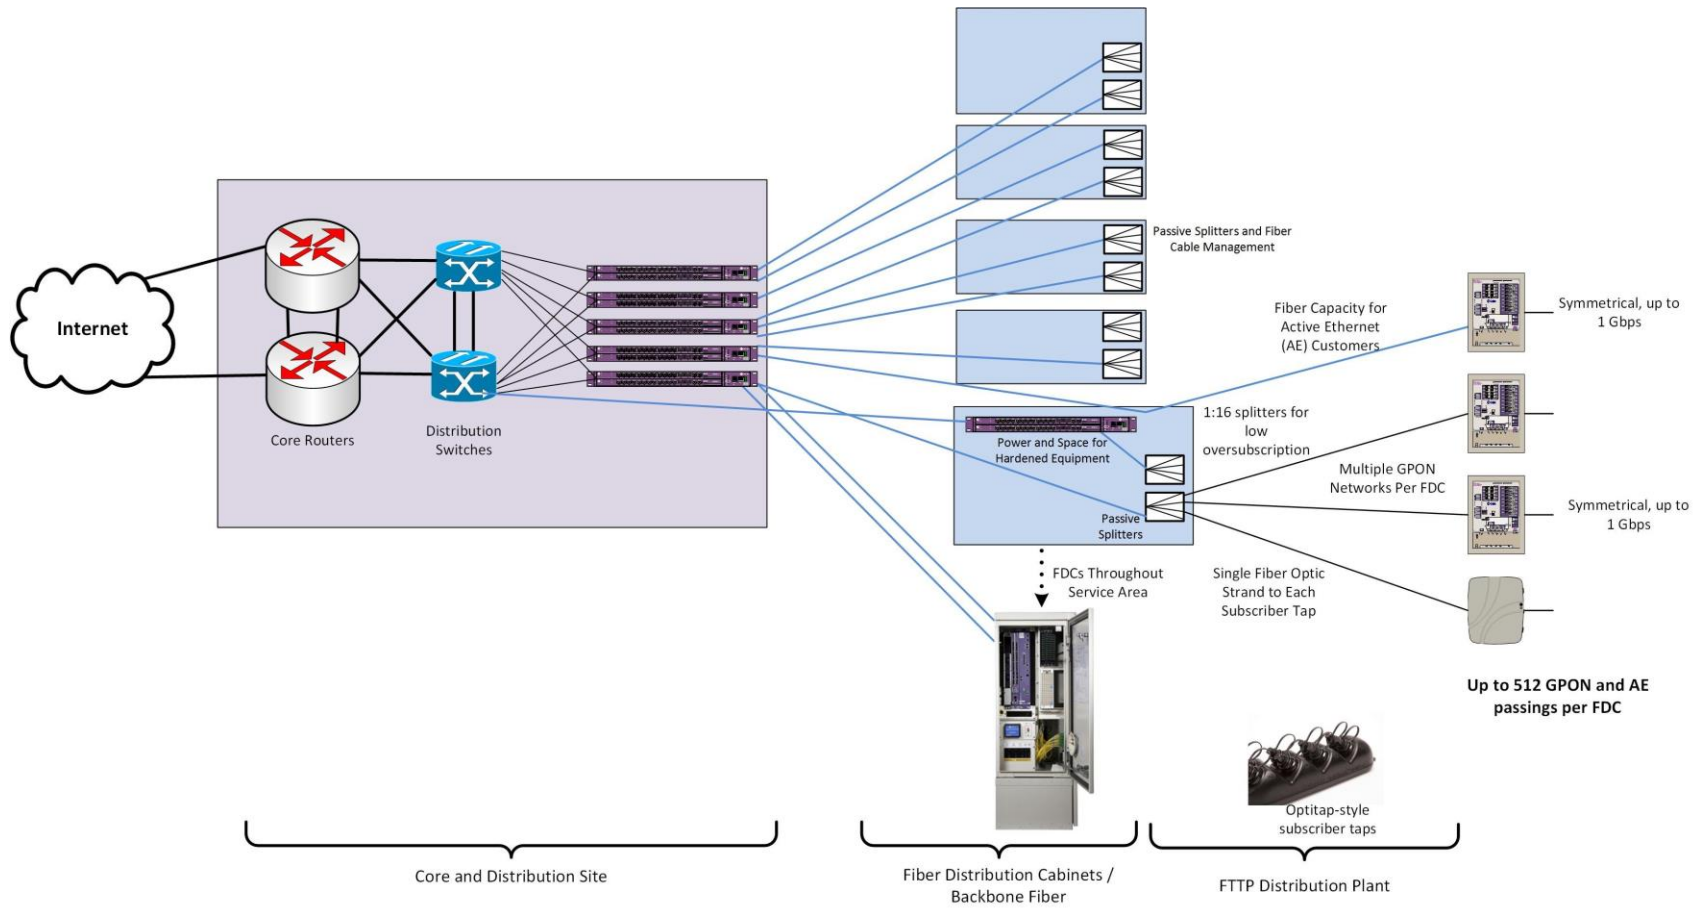 Internet
Core Routers
Distribution
Switches
Passive Splitters and Fiber
Cable Management
Fiber Capacity for
Active Ethernet
(AE) Customers
Symmetrical, up to
1 Gbps
Power and Space for
Hardened Equipment
1:16 splitters for
low
oversubscription
Multiple GPON
Networks Per FDC
Symmetrical, up to
1 Gbps
Passive
Splitters
FDCs Throughout
Service Area
Single Fiber Optic
Strand to Each
Subscriber Tap
Up to 512 GPON and AE
passings per FDC
Optitap-style
subscriber taps
Core and Distribution Site
Fiber Distribution Cabinets /
Backbone Fiber
FTTP Distribution Plant